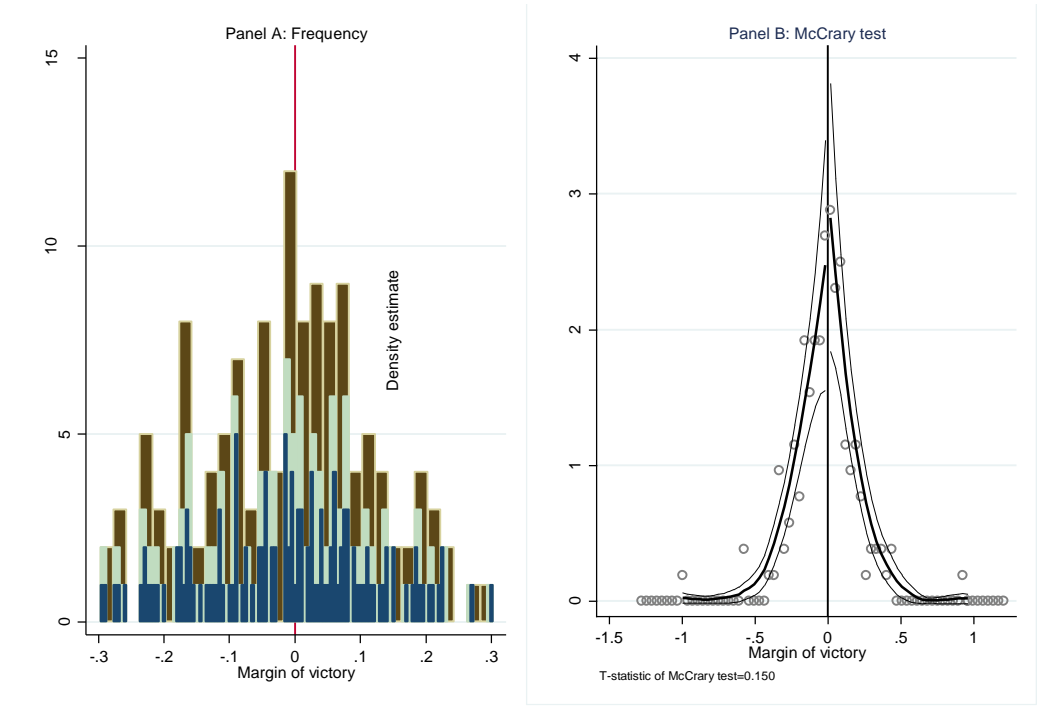 Panel A: Frequency
15
10
5
0
-.3 -.2 -.1 0 .1 .2 .3
Margin of victory
Density estimate
Panel B: McCrary test
4
3
2
1
0
-1.5 -1 -.5 0 .5 1
Margin of victory
T-statistic of McCrary test=0.150